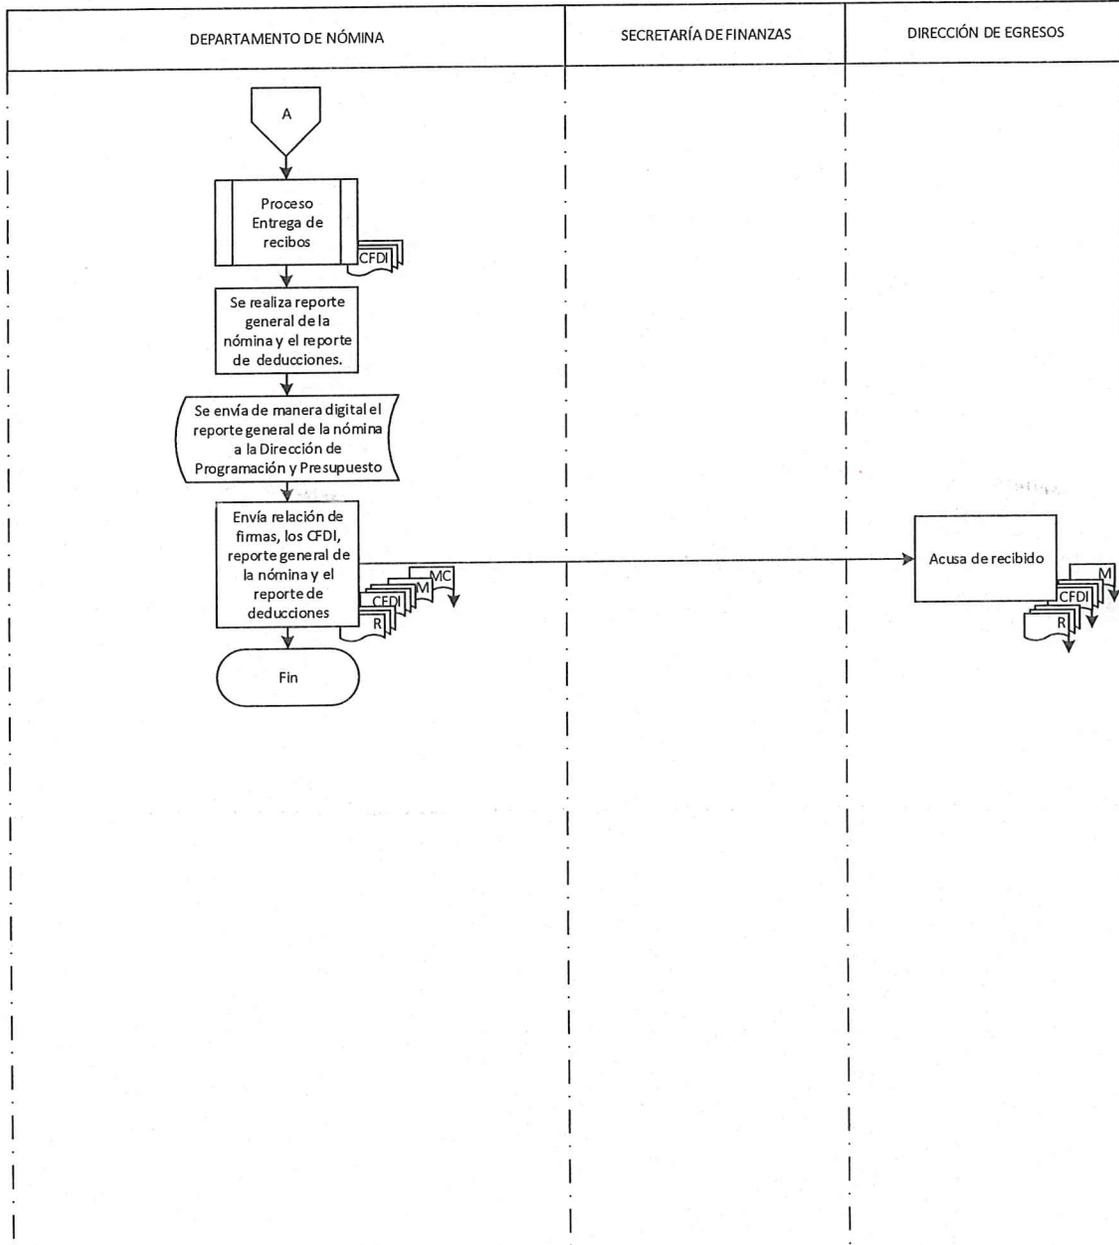 DEPARTAMENTO DE NÓMINA
SECRETARÍA DE FINANZAS
DIRECCIÓN DE EGRESOS
A
Proceso
Entrega de
recibos
CFDI
Se realiza reporte
general de la
nómina y el reporte
de deducciones.
Se envía de manera digital el
reporte general de la nómina
a la Dirección de
Programación y Presupuesto
Envía relación de
firmas, los CFDI,
reporte general de
la nómina y el
reporte de
deducciones
MC
M
CFDI
R
Acusa de recibido
M
CFDI
R
Fin